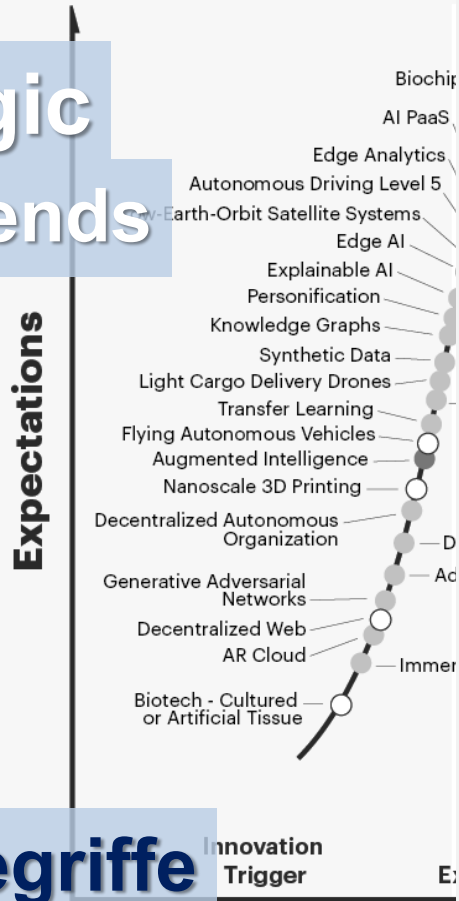 gic
ends
Expectations
Biochip
AI PaaS
Edge Analytics
Autonomous Driving Level 5
-Earth-Orbit Satellite Systems
Edge AI
Explainable AI
Personification
Knowledge Graphs
Synthetic Data
Light Cargo Delivery Drones
Transfer Learning
Flying Autonomous Vehicles
Augmented Intelligence
Nanoscale 3D Printing
Decentralized Autonomous
Organization
D
Ad
Generative Adversarial
Networks
Decentralized Web
AR Cloud
Immer
Biotech - Cultured
or Artificial Tissue
egriffe
Innovation
Trigger
Ex